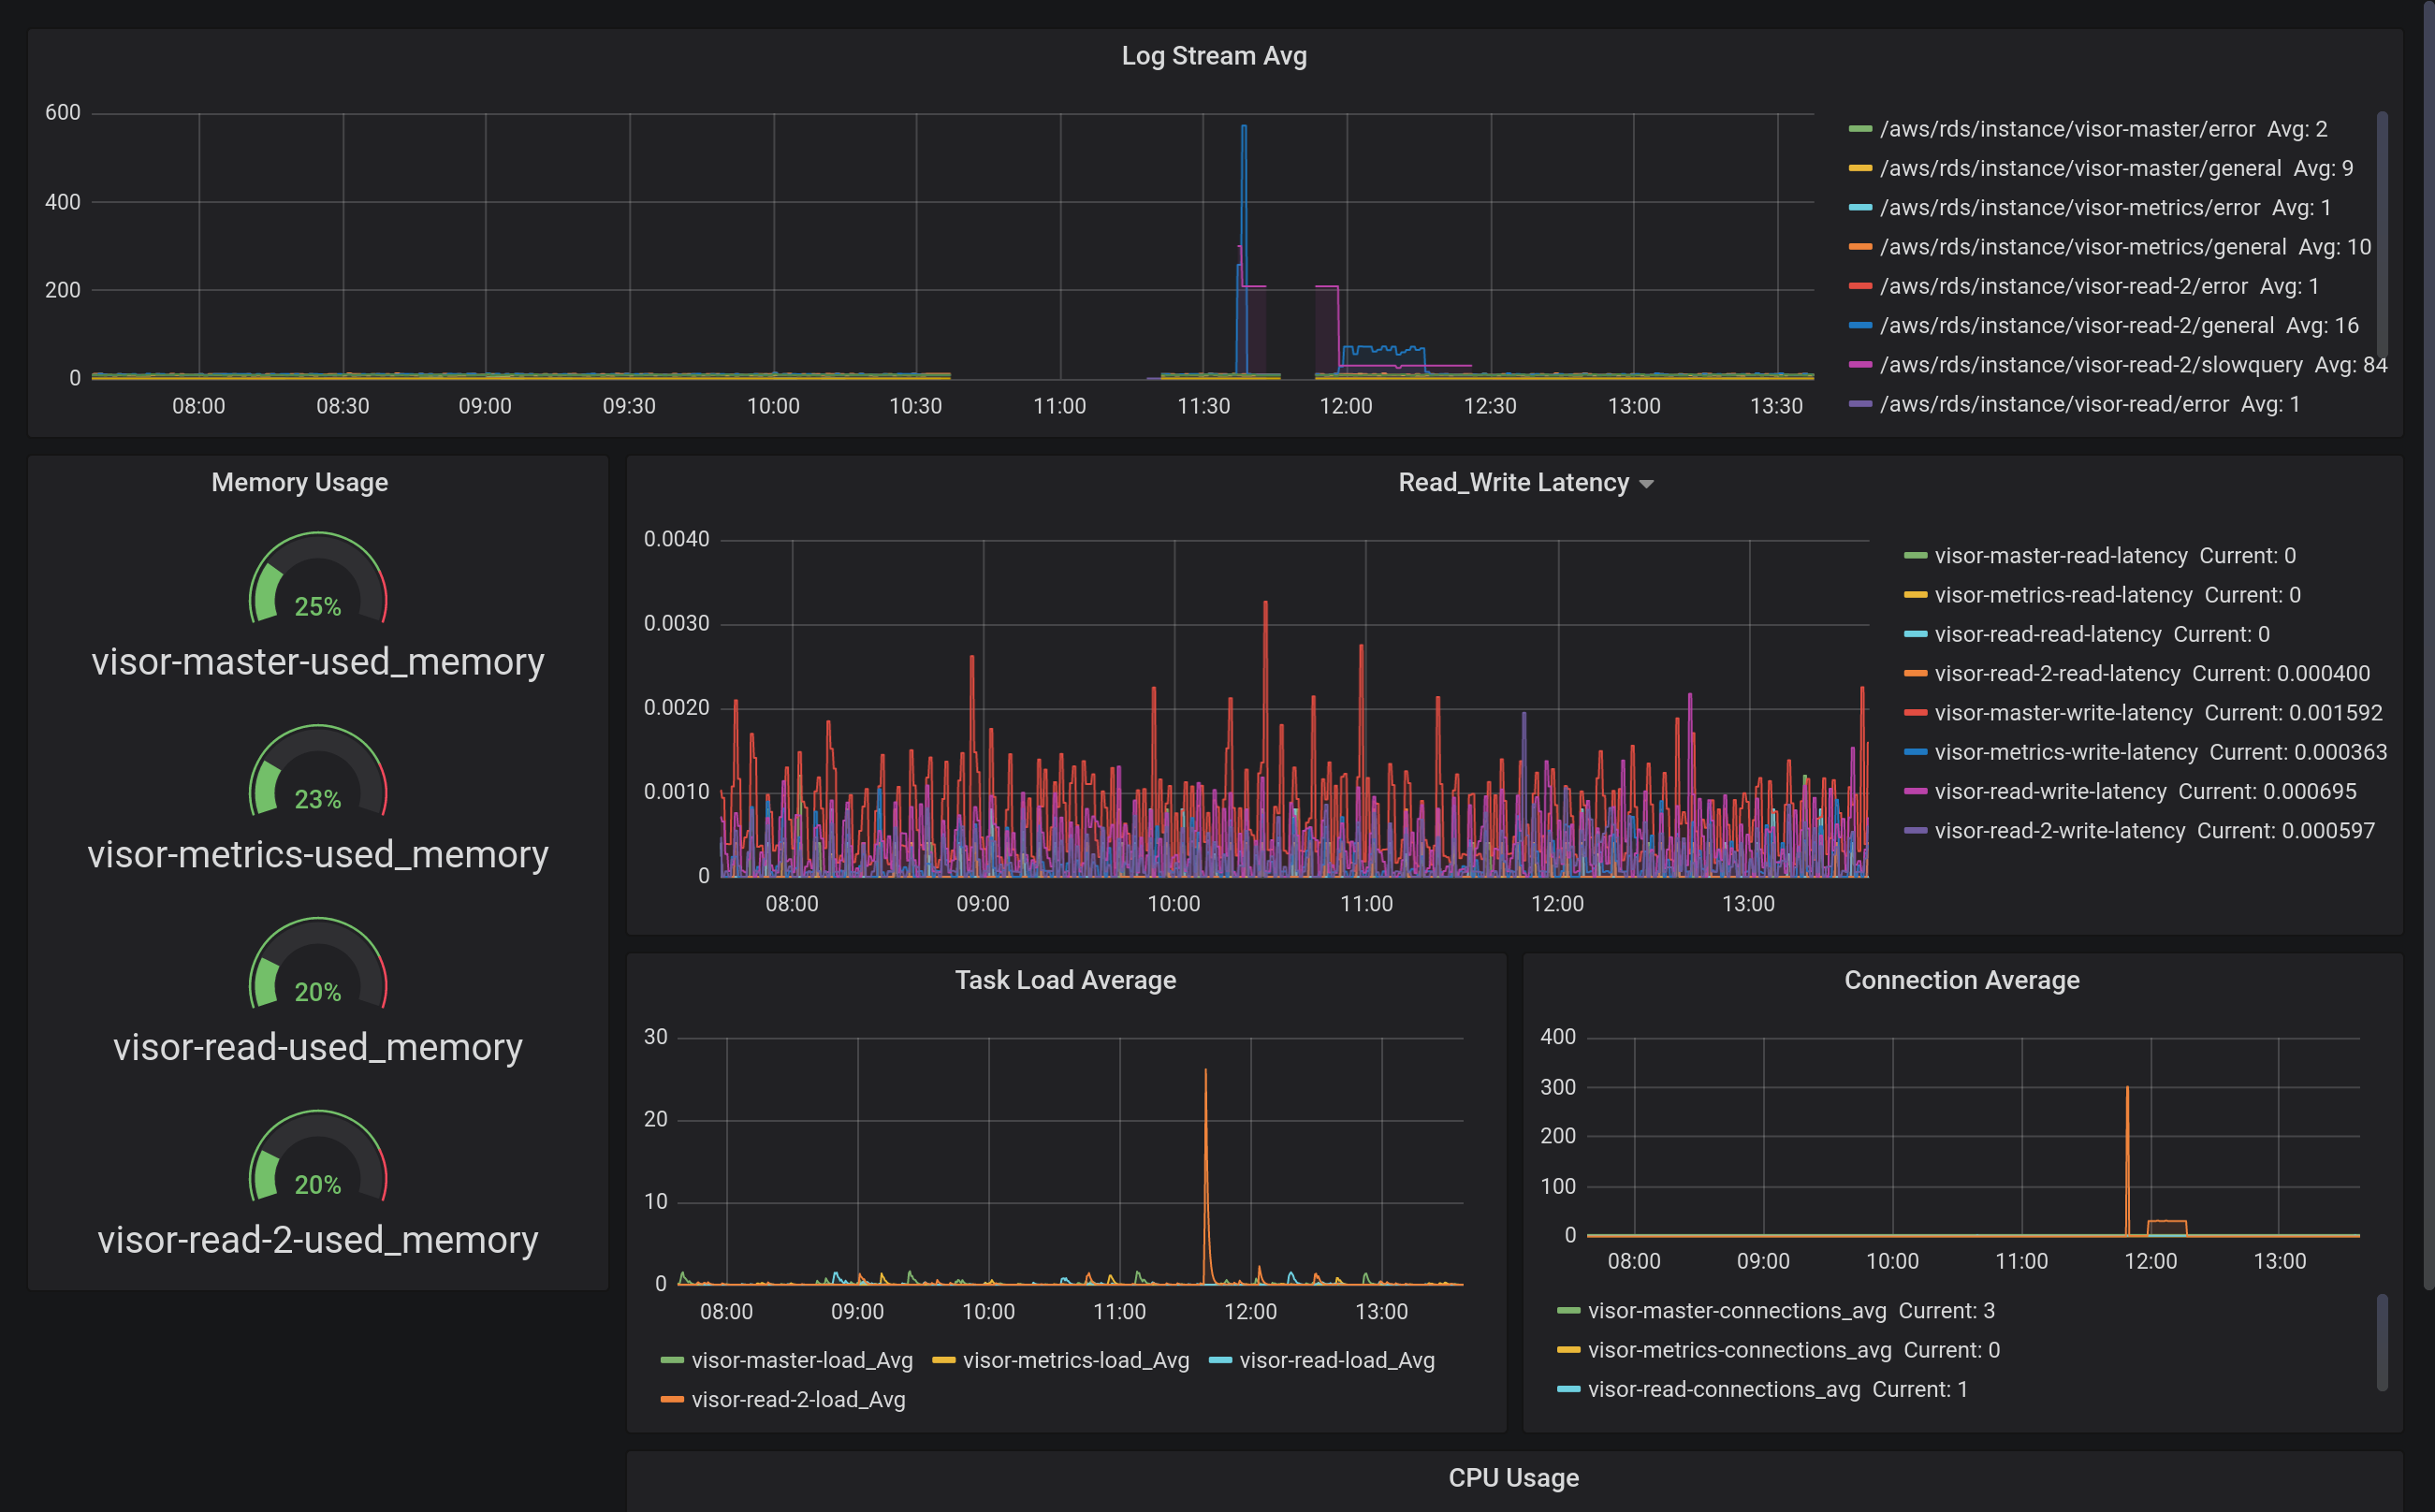 Log Stream Avg
600
400
200
0
08:00 08:30 09:00 09:30 10:00 10:30 11:00 11:30 12:00 12:30 13:00 13:30
/aws/rds/instance/visor-master/error Avg: 2
/aws/rds/instance/visor-master/general Avg: 9
/aws/rds/instance/visor-metrics/error Avg: 1
/aws/rds/instance/visor-metrics/general Avg: 10
/aws/rds/instance/visor-read-2/error Avg: 1
/aws/rds/instance/visor-read-2/general Avg: 16
/aws/rds/instance/visor-read-2/slowquery Avg: 84
/aws/rds/instance/visor-read/error Avg: 1
Memory Usage
25%
visor-master-used_memory
23%
visor-metrics-used_memory
20%
visor-read-used_memory
20%
visor-read-2-used_memory
Read_Write Latency
0.0040
0.0030
0.0020
0.0010
0
08:00 09:00 10:00 11:00 12:00 13:00
visor-master-read-latency Current: 0
visor-metrics-read-latency Current: 0
visor-read-read-latency Current: 0
visor-read-2-read-latency Current: 0.000400
visor-master-write-latency Current: 0.001592
visor-metrics-write-latency Current: 0.000363
visor-read-write-latency Current: 0.000695
visor-read-2-write-latency Current: 0.000597
Task Load Average
30
20
10
0
08:00 09:00 10:00 11:00 12:00 13:00
visor-master-load_Avg visor-metrics-load_Avg visor-read-load_Avg
visor-read-2-load_Avg
Connection Average
400
300
200
100
0
08:00 09:00 10:00 11:00 12:00 13:00
visor-master-connections_avg Current: 3
visor-metrics-connections_avg Current: 0
visor-read-connections_avg Current: 1
CPU Usage